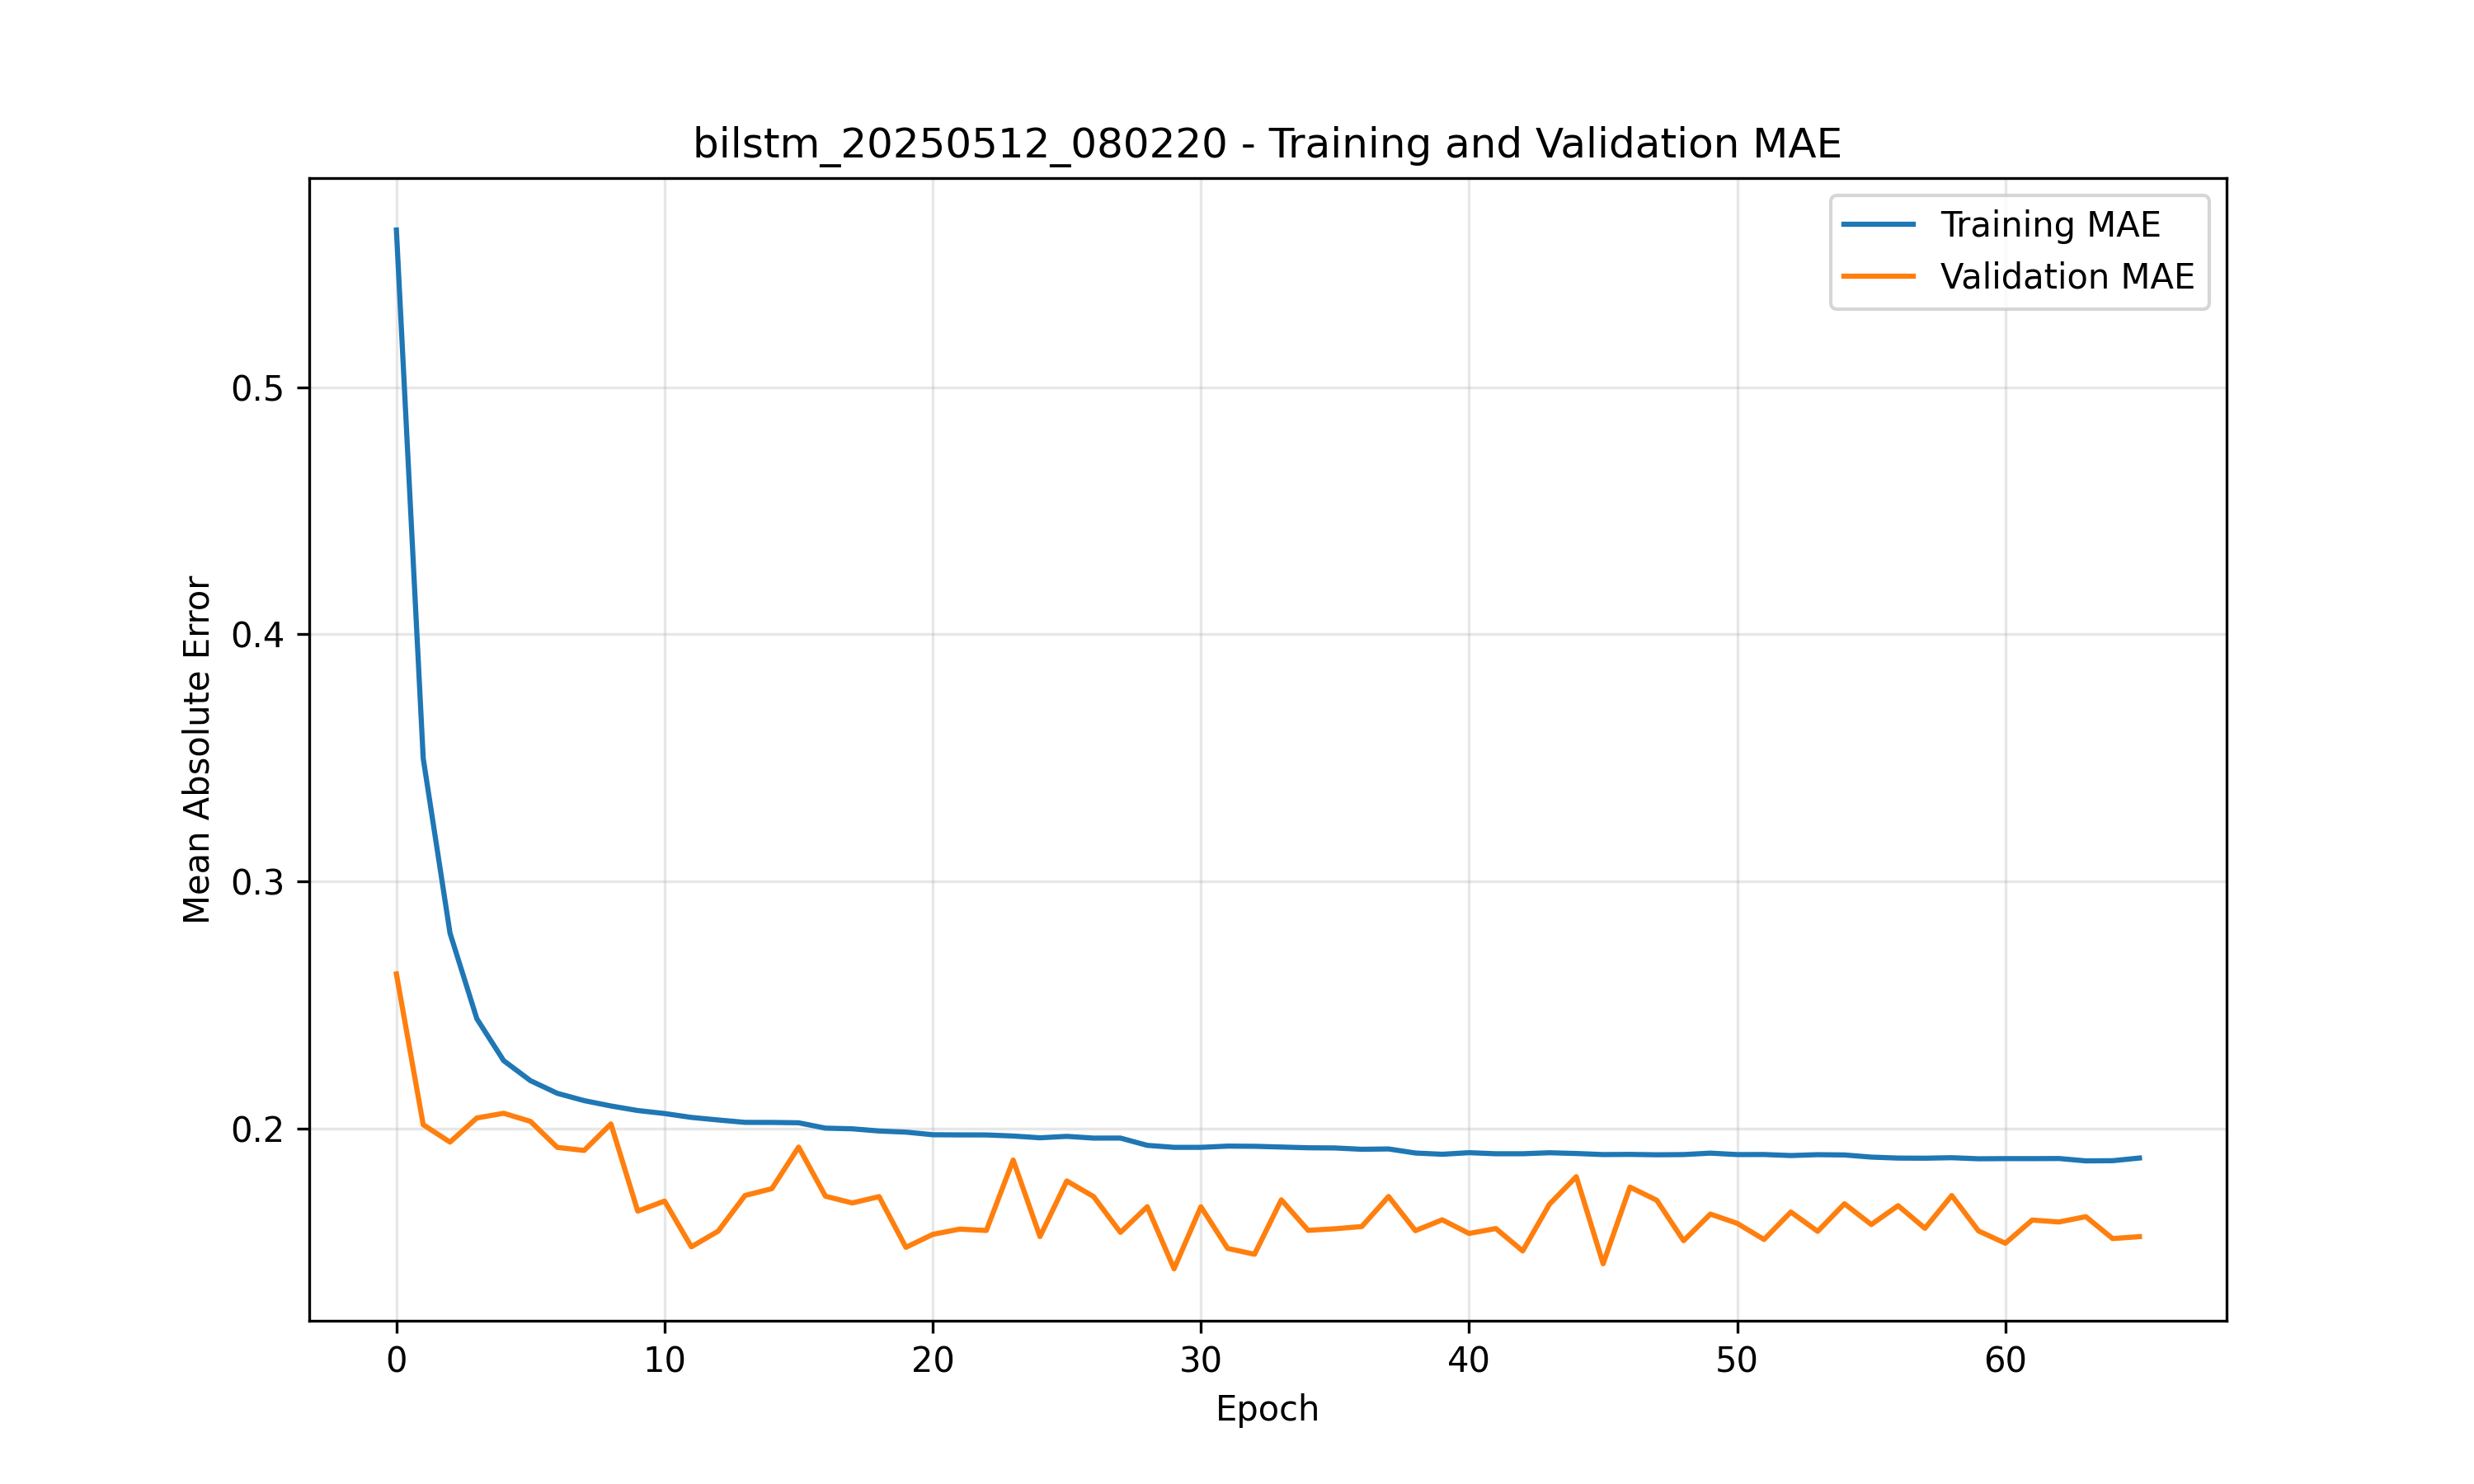 bilstm_20250512_080220 - Training and Validation MAE
Training MAE
Validation MAE
Mean Absolute Error
0.5
0.4
0.3
0.2
0 10 20 30 40 50 60
Epoch